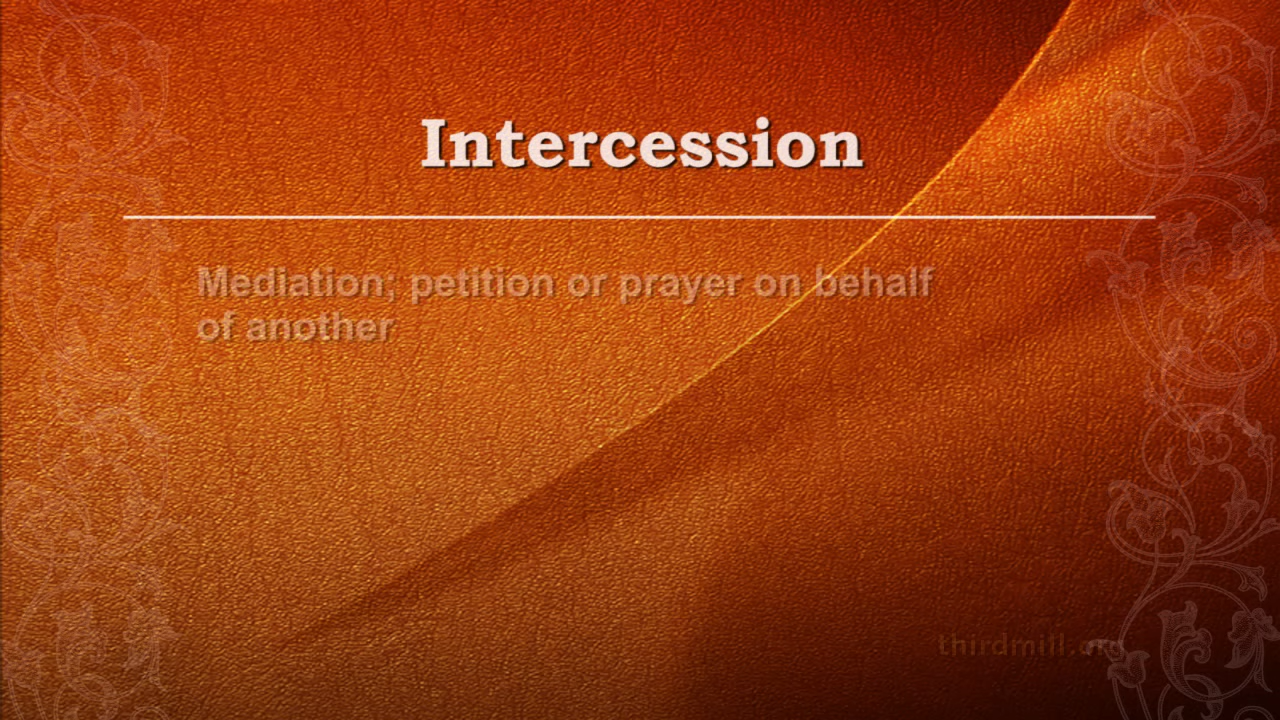 Intercession
Mediation; petition or prayer on behalf
of another
thirdmill.org